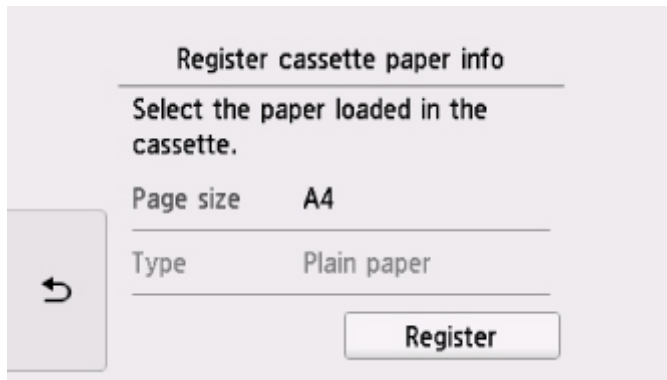 Register cassette paper info
Select the paper loaded in the
cassette.
Page size A4
Type Plain paper
Register